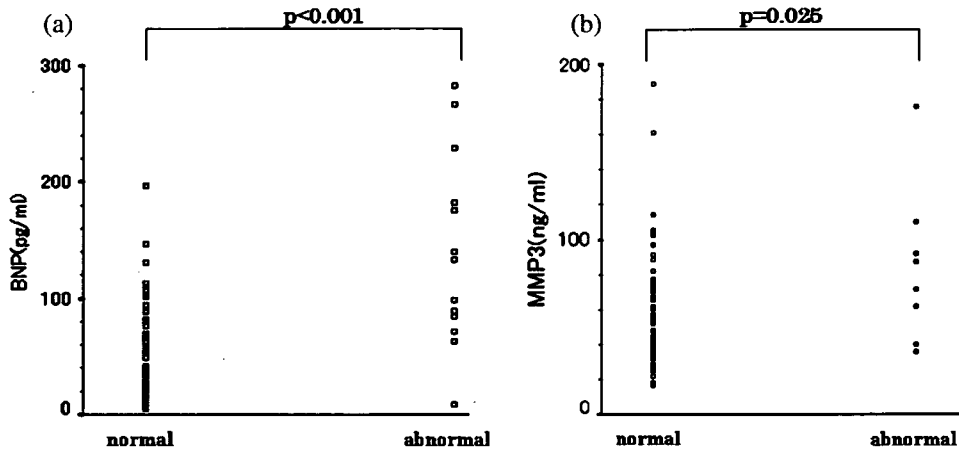 (a)
p<0.001
BNP(pg/ml)
300
200
100
0
normal
abnormal
(b)
p=0.025
MMP3(ng/ml)
200
100
0
normal
abnormal